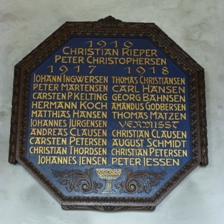 1916
CHRISTIAN RIEPER
PETER CHRISTOPHERSEN
1917 1918
JOHANN INGWERSEN THOMAS CHRISTIANSEN
PETER MARTENSEN CARL HANSEN
CARSTEN P. KELTING GEORG BAHNSEN
HERMANN KOCH AMANDUS GODBERSEN
MATTHIAS HANSEN THOMAS MATZEN
JOHANNES JÜRGENSEN VERMISST
ANDREAS CLAUSEN CHRISTIAN CLAUSEN
CARSTEN PETERSEN AUGUST SCHMIDT
CHRISTIAN THORDSEN CHRISTIAN PETERSEN
JOHANNES JENSEN PETER JESSEN